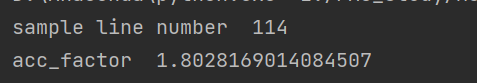 sample line number  114
acc_factor  1.8028169014084507